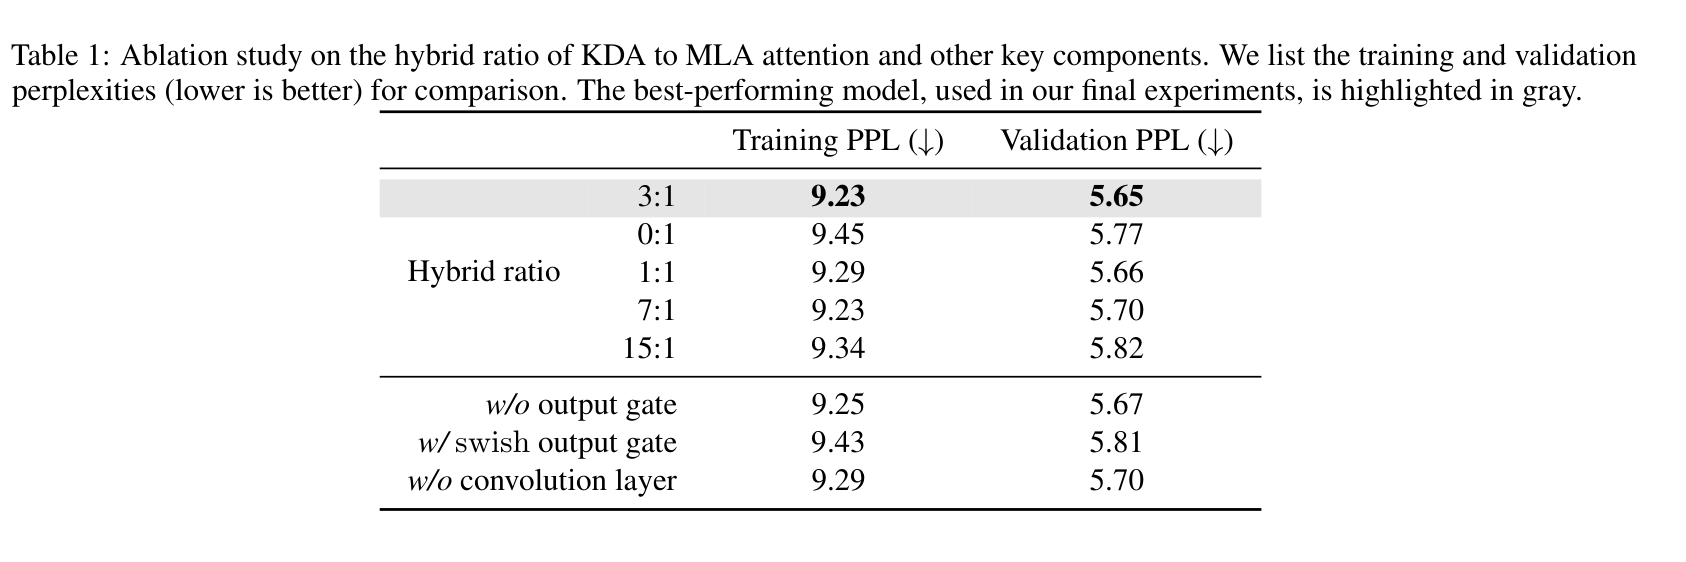 Table 1: Ablation study on the hybrid ratio of KDA to MLA attention and other key components. We list the training and validation
perplexities (lower is better) for comparison. The best-performing model, used in our final experiments, is highlighted in gray.
Training PPL (↓) Validation PPL (↓)
3:1 9.23 5.65
0:1 9.45 5.77
Hybrid ratio 1:1 9.29 5.66
7:1 9.23 5.70
15:1 9.34 5.82
w/o output gate 9.25 5.67
w/ swish output gate 9.43 5.81
w/o convolution layer 9.29 5.70